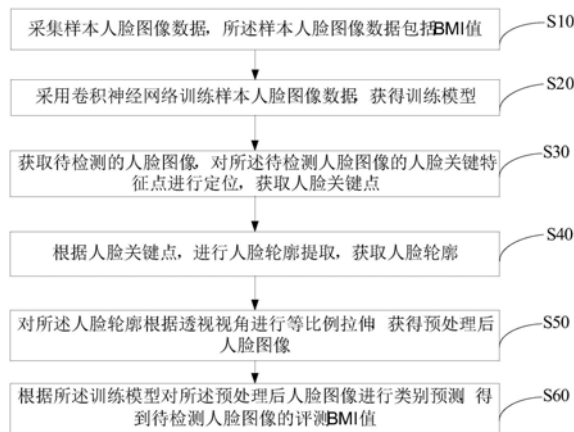 采集样本人脸图像数据，所述样本人脸图像数据包括BMI值
S10
采用卷积神经网络训练样本人脸图像数据，获得训练模型
S20
获取待检测的人脸图像，对所述待检测人脸图像的人脸关键特
征点进行定位，获取人脸关键点
S30
根据人脸关键点，进行人脸轮廓提取，获取人脸轮廓
S40
对所述人脸轮廓根据透视视角进行等比例拉伸 获得预处理后
人脸图像
S50
根据所述训练模型对所述预处理后人脸图像进行类别预测 得
到待检测人脸图像的评测BMI值
S60